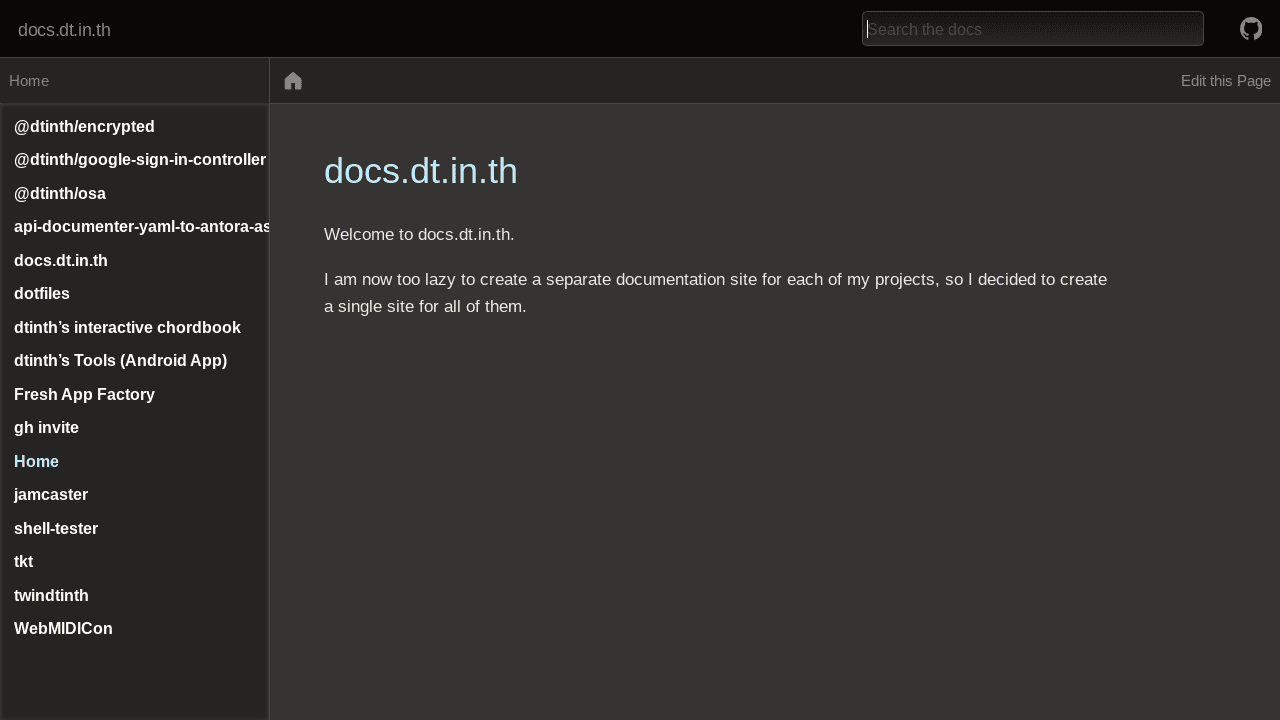 docs.dt.in.th
Search the docs
Home
Edit this Page
@dtinth/encrypted
@dtinth/google-sign-in-controller
@dtinth/osa
api-documenter-yaml-to-antora-as
docs.dt.in.th
dotfiles
dtinth’s interactive chordbook
dtinth’s Tools (Android App)
Fresh App Factory
gh invite
Home
jamcaster
shell-tester
tkt
twindtinth
WebMIDICon
docs.dt.in.th
Welcome to docs.dt.in.th.
I am now too lazy to create a separate documentation site for each of my projects, so I decided to create
a single site for all of them.